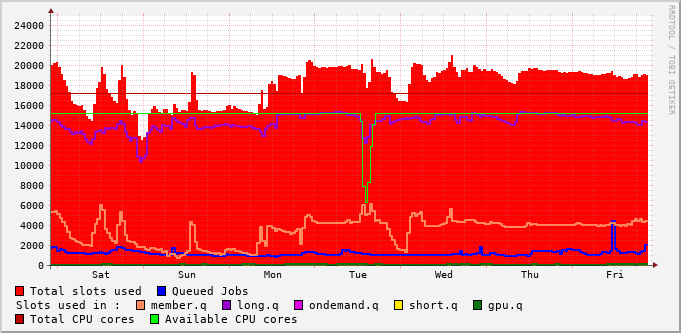 24000
22000
20000
18000
16000
14000
12000
10000
8000
6000
4000
2000
0
Sat Sun Mon Tue Wed Thu Fri
RRDTOOL / TOBI OETIKER
Total slots used Queued Jobs
Slots used in : member.q long.q ondemand.q short.q gpu.q
Total CPU cores Available CPU cores